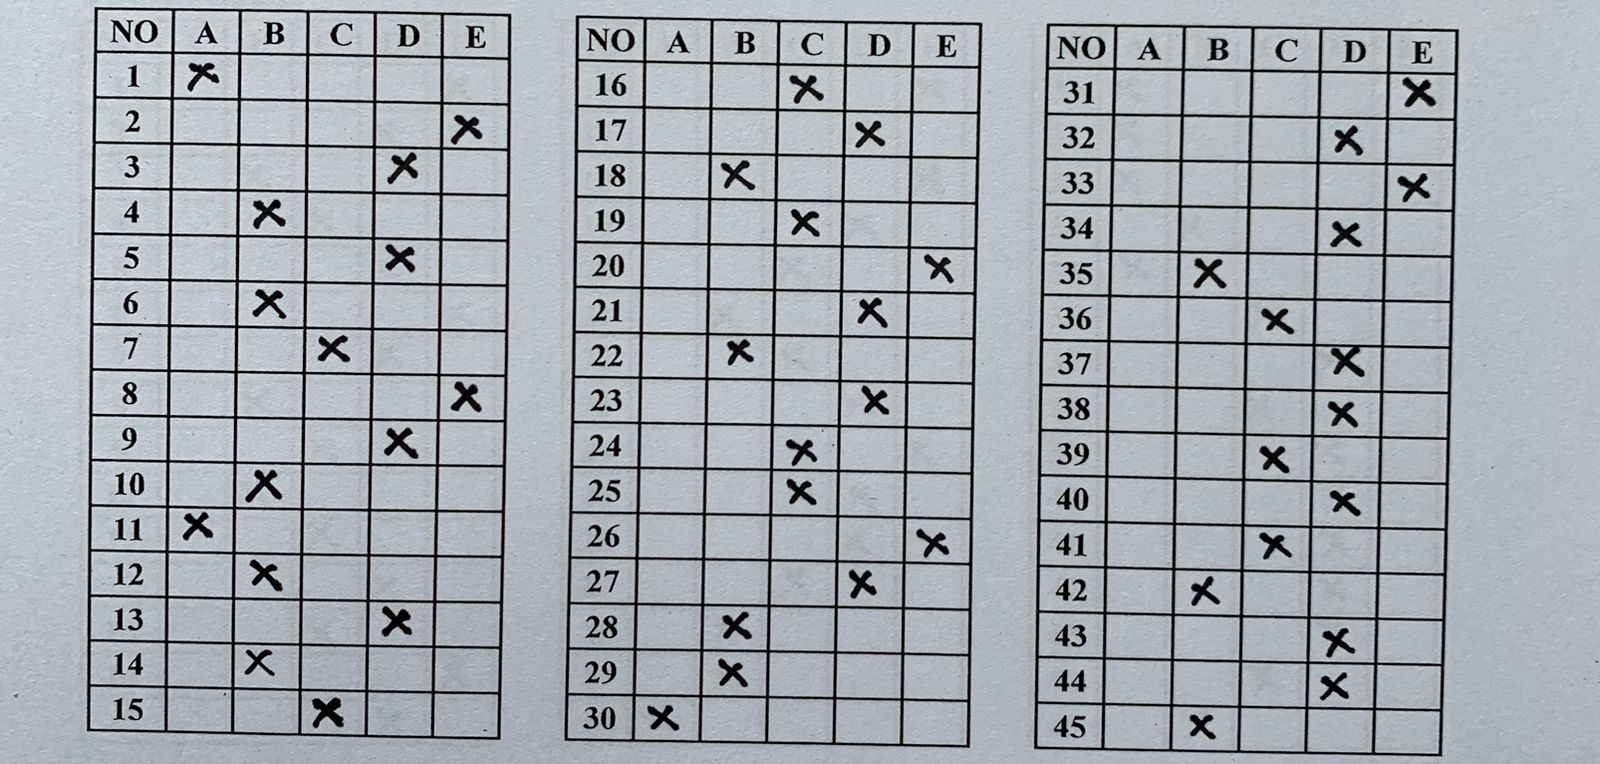 NO A B C D E
1 X
2 X
3 X
4 X
5 X
6 X
7 X
8 X
9 X
10 X
11 X
12 X
13 X
14 X
15 X
NO A B C D E
16 X
17 X
18 X
19 X
20 X
21 X
22 X
23 X
24 X
25 X
26 X
27 X
28 X
29 X
30 X
NO A B C D E
31 X
32 X
33 X
34 X
35 X
36 X
37 X
38 X
39 X
40 X
41 X
42 X
43 X
44 X
45 X